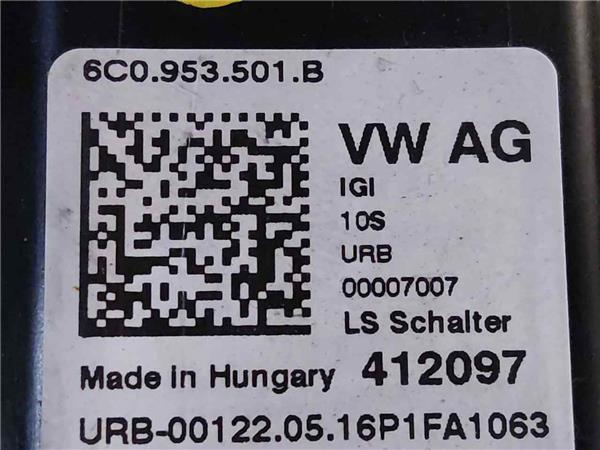 6C0.953.501.B
VW AG
IGI
10S
URB
00007007
LS Schalter
Made in Hungary 412097
URB-00122.05.16P1FA1063